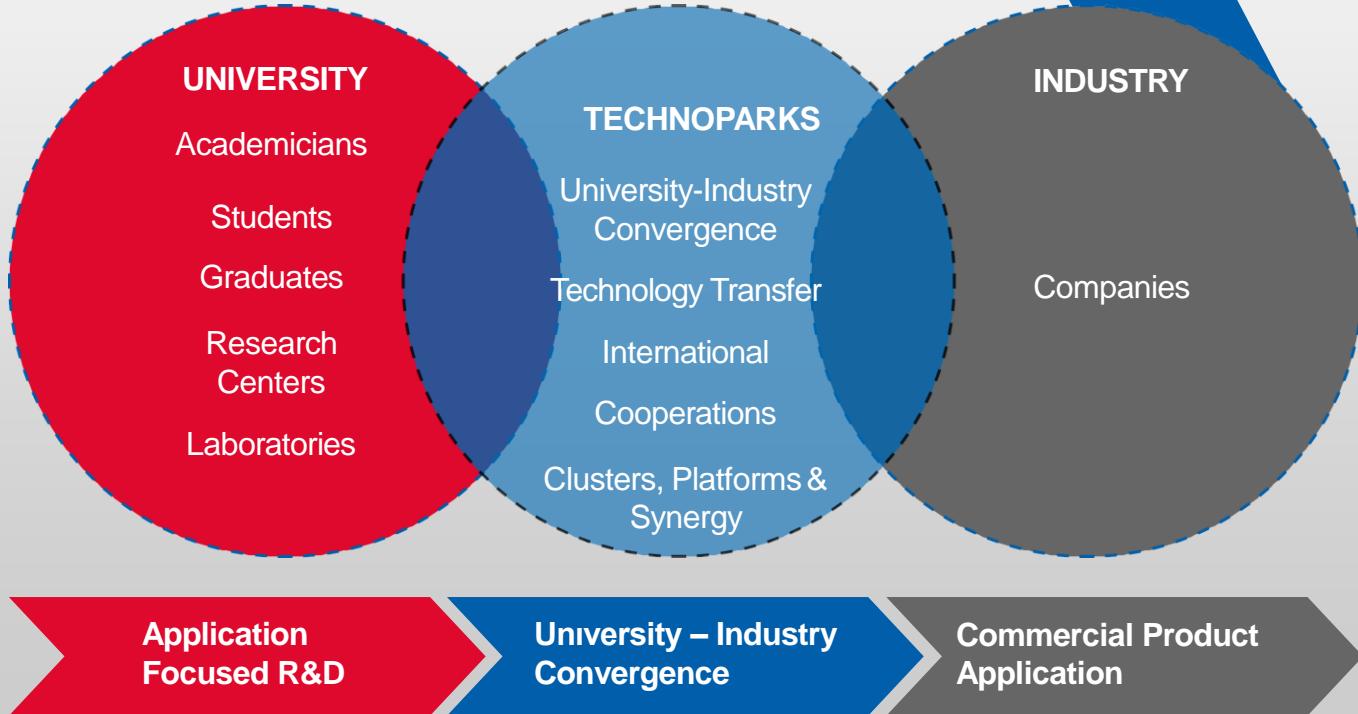 UNIVERSITY
Academicians
Students
Graduates
Research
Centers
Laboratories
TECHNOPARKS
University-Industry
Convergence
Technology Transfer
International
Cooperations
Clusters, Platforms &
Synergy
INDUSTRY
Companies
Application
Focused R&D
Unıversity – Industry
Convergence
Commercial Product
Application